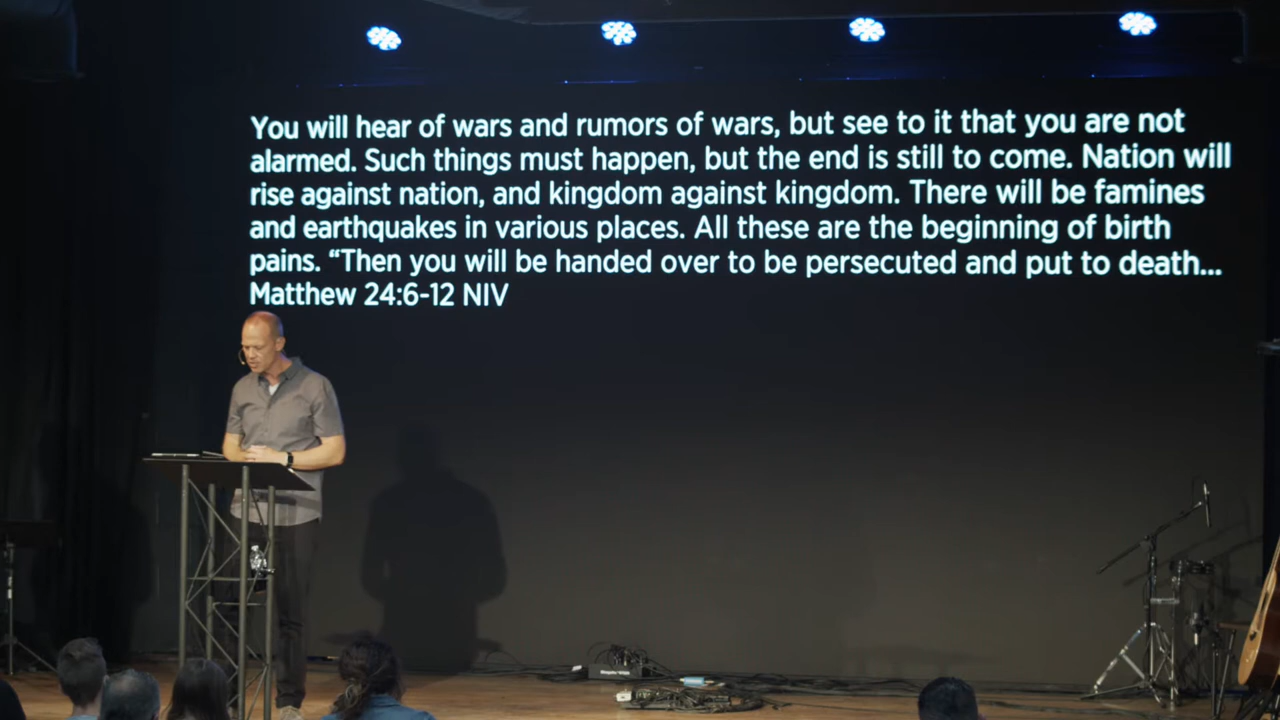 You will hear of wars and rumors of wars, but see to it that you are not
alarmed. Such things must happen, but the end is still to come. Nation will
rise against nation, and kingdom against kingdom. There will be famines
and earthquakes in various places. All these are the beginning of birth
pains. “Then you will be handed over to be persecuted and put to death...
Matthew 24:6-12 NIV